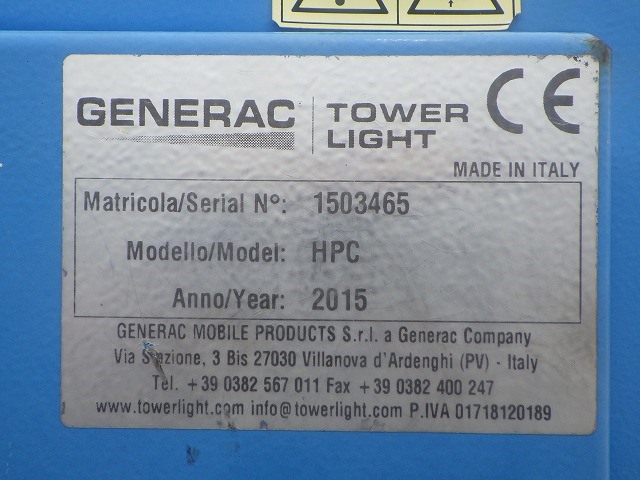 GENERAC
TOWER
LIGHT
CE
MADE IN ITALY
Matricola/Serial Nº: 1503465
Modello/Model: HPC
Anno/Year: 2015
GENERAC MOBILE PRODUCTS S.r.l. a Generac Company
Via Stazione, 3 Bis 27030 Villanova d'Ardenghi (PV) - Italy
Tel. +39 0382 567 011 Fax +39 0382 400 247
www.towerlight.com info@towerlight.com P.IVA 01718120189